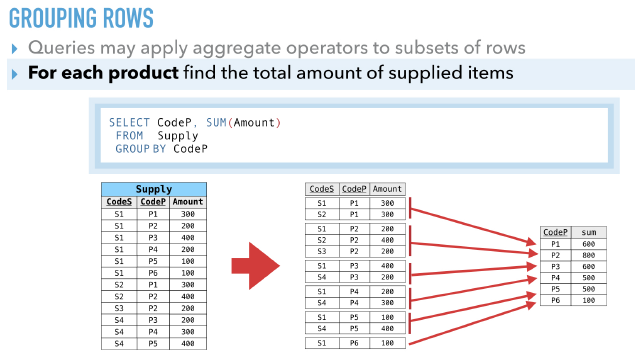 GROUPING ROWS
▸ Queries may apply aggregate operators to subsets of rows
▸ For each product find the total amount of supplied items
SELECT CodeP, SUM(Amount)
FROM Supply
GROUP BY CodeP
Supply
CodeS CodeP Amount
S1 P1 300
S1 P2 200
S1 P3 400
S1 P4 200
S1 P5 100
S1 P6 100
S2 P1 300
S2 P2 400
S3 P2 200
S4 P3 200
S4 P4 300
S4 P5 400
CodeS CodeP Amount
S1 P1 300
S2 P1 300
S1 P2 200
S2 P2 400
S3 P2 200
S1 P3 400
S4 P3 200
S1 P4 200
S4 P4 300
S1 P5 100
S4 P5 400
S1 P6 100
CodeP sum
P1 600
P2 800
P3 600
P4 500
P5 500
P6 100